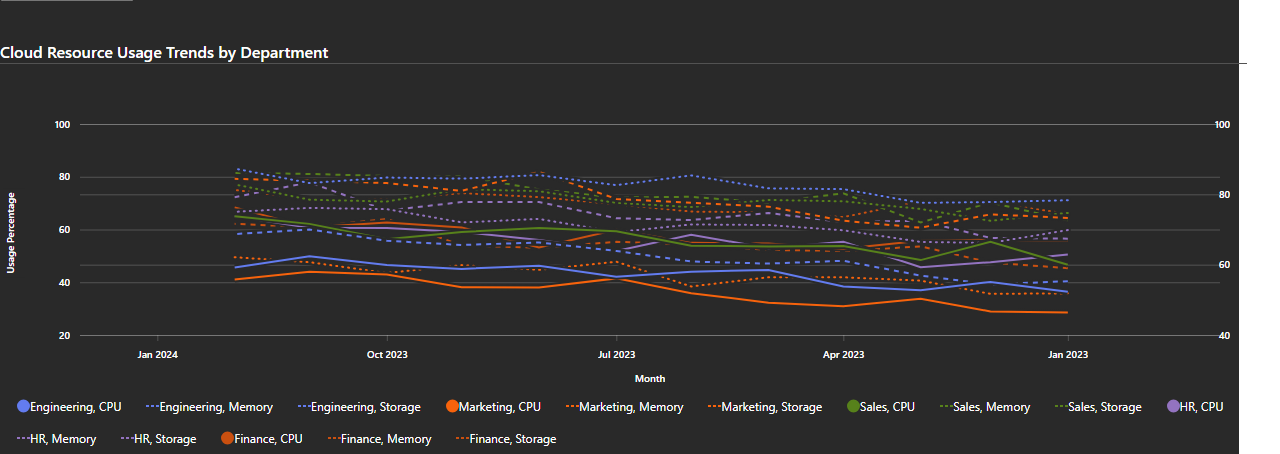 Cloud Resource Usage Trends by Department
100 100
80 80
60 60
40
20 40
Usage Percentage
Jan 2024 Oct 2023 Jul 2023 Apr 2023 Jan 2023
Month
Engineering, CPU Engineering, Memory Engineering, Storage Marketing, CPU Marketing, Memory Marketing, Storage Sales, CPU Sales, Memory Sales, Storage HR, CPU
HR, Memory HR, Storage Finance, CPU Finance, Memory Finance, Storage